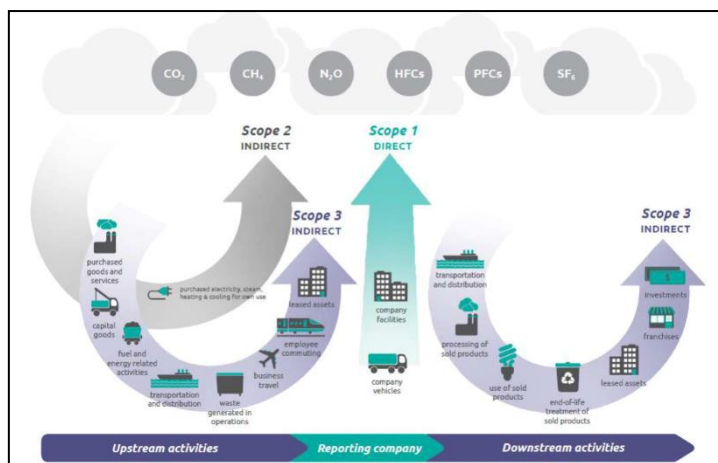 CO₂
CH₄
N₂O
HFCs
PFCs
SF₆
Scope 2
INDIRECT
Scope 1
DIRECT
Scope 3
INDIRECT
Scope 3
INDIRECT
purchased
goods and
services
capital
goods
fuel and
energy related
activities
purchased electricity, steam,
heating & cooling for own use
transportation
and distribution
waste
generated in
operations
business
travel
employee
commuting
leased assets
company
facilities
company
vehicles
transportation
and distribution
processing of
sold products
use of sold
products
end-of-life
treatment of
sold products
leased assets
franchises
investments
Upstream activities
Reporting company
Downstream activities